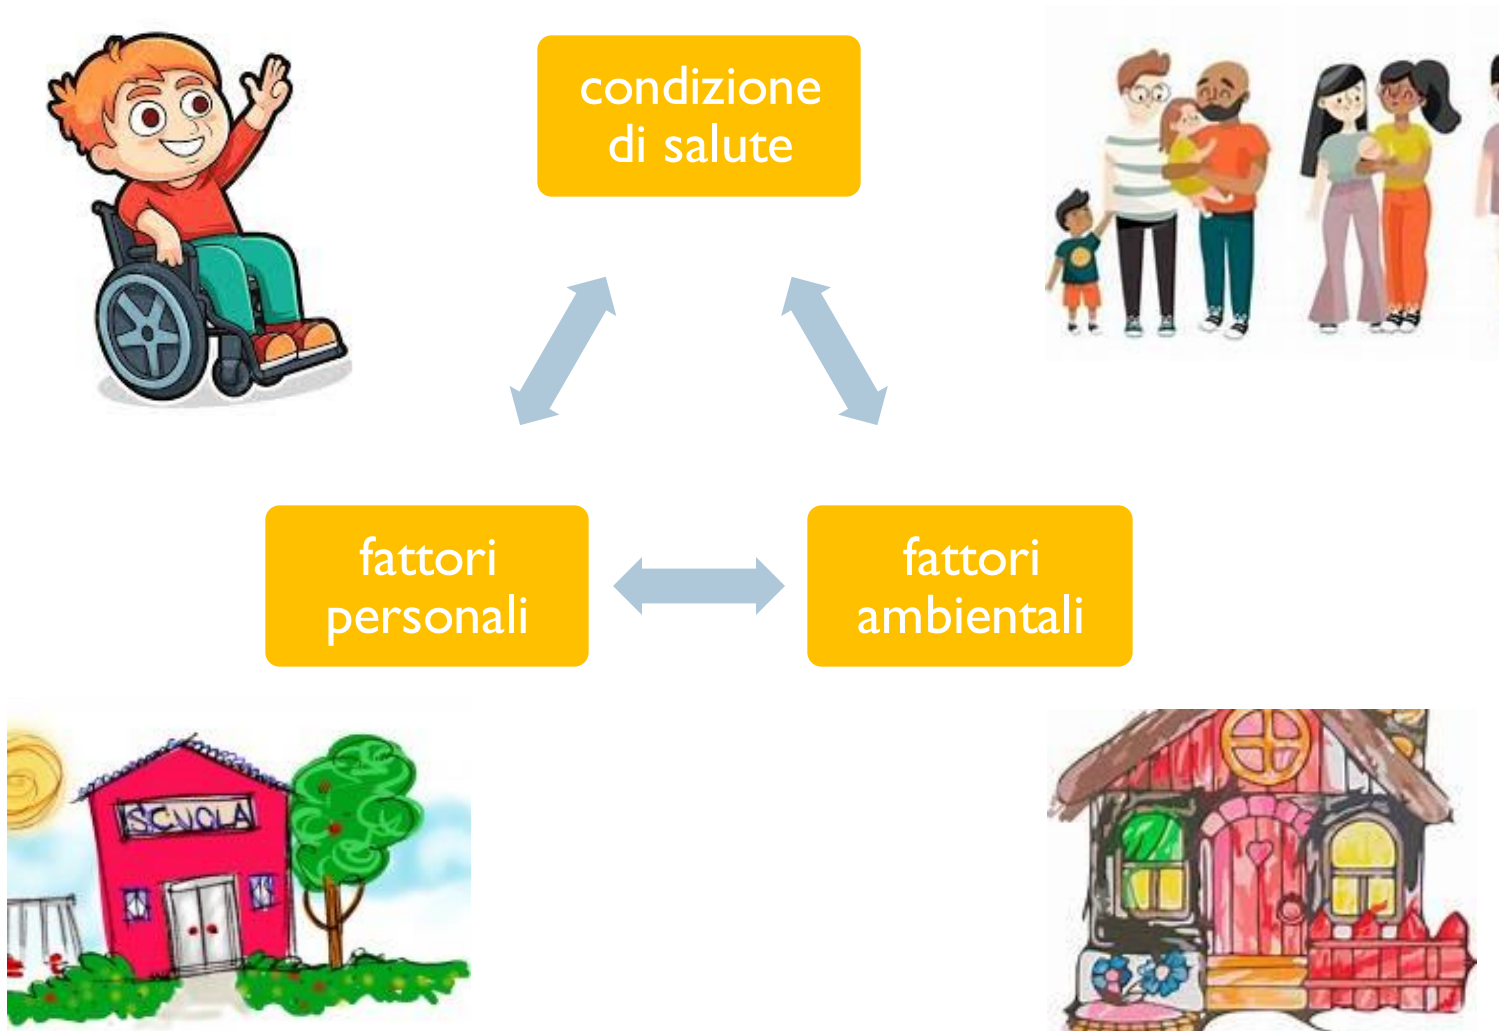 condizione
di salute
fattori
personali
fattori
ambientali
SCUOLA